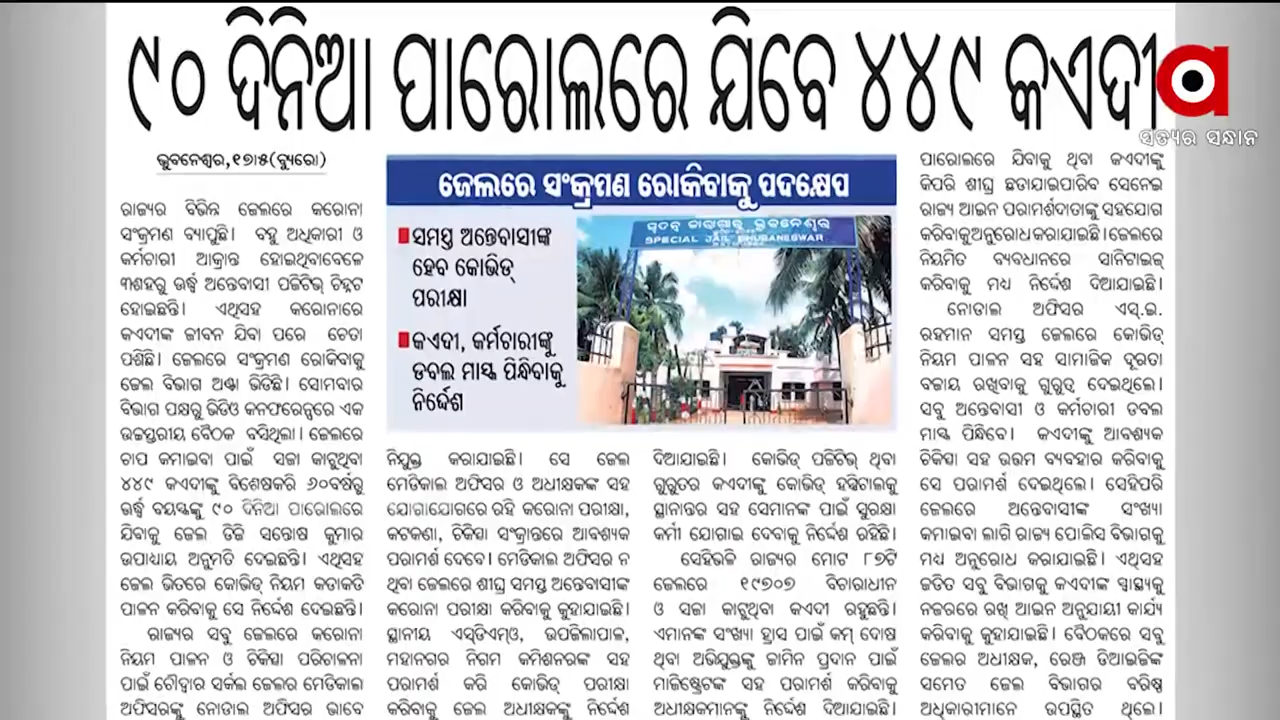 ୯୦ ଦିନିଆ ପାରୋଲରେ ଯିବେ ୪୪୯ କଏଦୀ
ସତ୍ୟର ସନ୍ଧାନ
ଭୁବନେଶ୍ୱର,୧୭।୫(ବ୍ୟୁରୋ)
ରାଜ୍ୟର ବିଭିନ୍ନ ଜେଲରେ କରୋନା
ସଂକ୍ରମଣ ବ୍ୟାପୁଛି। ବହୁ ଅଧିକାରୀ ଓ
କର୍ମଚାରୀ ଆକ୍ରାନ୍ତ ହୋଇଥିବାବେଳେ
୩ଶହରୁ ଊର୍ଦ୍ଧ୍ୱ ଅନ୍ତେବାସୀ ପଜିଟିଭ୍ ଚିହ୍ନଟ
ହୋଇଛନ୍ତି। ଏଥିସହ କରୋନାରେ
କଏଦୀଙ୍କ ଜୀବନ ଯିବା ପରେ ଚେତା
ପଶିଛି। ଜେଲରେ ସଂକ୍ରମଣ ରୋକିବାକୁ
ଜେଲ ବିଭାଗ ଅଣ୍ଟା ଭିଡିଛି। ସୋମବାର
ବିଭାଗ ପକ୍ଷରୁ ଭିଡିଓ କନଫରେନ୍ସରେ ଏକ
ଉଚ୍ଚସ୍ତରୀୟ ବୈଠକ ବସିଥିଲା। ଜେଲରେ
ଚାପ କମାଇବା ପାଇଁ ସଜା କାଟୁଥିବା
୪୪୯ କଏଦୀଙ୍କୁ ବିଶେଷକରି ୬୦ବର୍ଷରୁ
ଊର୍ଦ୍ଧ୍ୱ ବୟସ୍କଙ୍କୁ ୯୦ ଦିନିଆ ପାରୋଲରେ
ଯିବାକୁ ଜେଲ ଡିଜି ସନ୍ତୋଷ କୁମାର
ଉପାଧ୍ୟାୟ ଅନୁମତି ଦେଇଛନ୍ତି। ଏଥିସହ
ଜେଲ ଭିତରେ କୋଭିଡ୍ ନିୟମ କଡାକଡି
ପାଳନ କରିବାକୁ ସେ ନିର୍ଦ୍ଦେଶ ଦେଇଛନ୍ତି।
ରାଜ୍ୟର ସବୁ ଜେଲରେ କରୋନା
ନିୟମ ପାଳନ ଓ ଚିକିତ୍ସା ପରିଚାଳନା
ପାଇଁ ଚୌଦ୍ୱାର ସର୍କଲ ଜେଲର ମେଡିକାଲ
ଅଫିସରଙ୍କୁ ନୋଡାଲ ଅଫିସର ଭାବେ
ଜେଲରେ ସଂକ୍ରମଣ ରୋକିବାକୁ ପଦକ୍ଷେପ
ସମସ୍ତ ଅନ୍ତେବାସୀଙ୍କ
ହେବ କୋଭିଡ୍
ପରୀକ୍ଷା
କଏଦୀ, କର୍ମଚାରୀଙ୍କୁ
ଡବଲ ମାସ୍କ ପିନ୍ଧିବାକୁ
ନିର୍ଦ୍ଦେଶ
SPECIAL JAIL BHUBANESWAR
ନିଯୁକ୍ତ କରାଯାଇଛି। ସେ ଜେଲ
ମେଡିକାଲ ଅଫିସର ଓ ଅଧୀକ୍ଷକଙ୍କ ସହ
ଯୋଗାଯୋଗରେ ରହି କରୋନା ପରୀକ୍ଷା,
କଟକଣା, ଚିକିତ୍ସା ସଂକ୍ରାନ୍ତରେ ଆବଶ୍ୟକ
ପରାମର୍ଶ ଦେବେ। ମେଡିକାଲ ଅଫିସର ନ
ଥିବା ଜେଲରେ ଶୀଘ୍ର ସମସ୍ତ ଅନ୍ତେବାସୀଙ୍କ
କରୋନା ପରୀକ୍ଷା କରିବାକୁ କୁହାଯାଇଛି।
ସ୍ଥାନୀୟ ଏସ୍‌ଡିଏମ୍‌ଓ, ଉପଜିଲାପାଳ,
ମହାନଗର ନିଗମ କମିଶନରଙ୍କ ସହ
ପରାମର୍ଶ କରି କୋଭିଡ୍ ପରୀକ୍ଷା
କରିବାକୁ ଜେଲ ଅଧୀକ୍ଷକଙ୍କୁ ନିର୍ଦ୍ଦେଶ
ଦିଆଯାଇଛି। କୋଭିଡ୍ ପଜିଟିଭ୍ ଥିବା
ଗୁରୁତର କଏଦୀଙ୍କୁ କୋଭିଡ୍ ହସ୍ପିଟାଲକୁ
ସ୍ଥାନାନ୍ତର ସହ ସେମାନଙ୍କ ପାଇଁ ସୁରକ୍ଷା
କର୍ମୀ ଯୋଗାଇ ଦେବାକୁ ନିର୍ଦ୍ଦେଶ ରହିଛି।
ସେହିଭଳି ରାଜ୍ୟର ମୋଟ ୮୭ଟି
ଜେଲରେ ୧୯୭୦୭ ବିଚାରାଧୀନ
ଓ ସଜା କାଟୁଥିବା କଏଦୀ ରହୁଛନ୍ତି।
ଏମାନଙ୍କ ସଂଖ୍ୟା ହ୍ରାସ ପାଇଁ କମ୍ ଦୋଷ
ଥିବା ଅଭିଯୁକ୍ତଙ୍କୁ ଜାମିନ ପ୍ରଦାନ ପାଇଁ
ମାଜିଷ୍ଟ୍ରେଟଙ୍କ ସହ ପରାମର୍ଶ କରିବାକୁ
ଅଧୀକ୍ଷକମାନଙ୍କୁ ନିର୍ଦ୍ଦେଶ ଦିଆଯାଇଛି।
ପାରୋଲରେ ଯିବାକୁ ଥିବା କଏଦୀଙ୍କୁ
କିପରି ଶୀଘ୍ର ଛଡାଯାଇପାରିବ ସେନେଇ
ରାଜ୍ୟ ଆଇନ ପରାମର୍ଶଦାତାଙ୍କୁ ସହଯୋଗ
କରିବାକୁ ଅନୁରୋଧ କରାଯାଇଛି। ଜେଲରେ
ନିୟମିତ ବ୍ୟବଧାନରେ ସାନିଟାଇଜ୍
କରିବାକୁ ମଧ୍ୟ ନିର୍ଦ୍ଦେଶ ଦିଆଯାଇଛି।
ନୋଡାଲ ଅଫିସର ଏସ୍.ଇ.
ରହମାନ ସମସ୍ତ ଜେଲରେ କୋଭିଡ୍
ନିୟମ ପାଳନ ସହ ସାମାଜିକ ଦୂରତା
ବଜାୟ ରଖିବାକୁ ଗୁରୁତ୍ୱ ଦେଇଥିଲେ।
ସବୁ ଅନ୍ତେବାସୀ ଓ କର୍ମଚାରୀ ଡବଲ
ମାସ୍କ ପିନ୍ଧିବେ। କଏଦୀଙ୍କୁ ଆବଶ୍ୟକ
ଚିକିତ୍ସା ସହ ଉତ୍ତମ ବ୍ୟବହାର କରିବାକୁ
ସେ ପରାମର୍ଶ ଦେଇଥିଲେ। ସେହିପରି
ଜେଲରେ ଅନ୍ତେବାସୀଙ୍କ ସଂଖ୍ୟା
କମାଇବା ଲାଗି ରାଜ୍ୟ ପୋଲିସ ବିଭାଗକୁ
ମଧ୍ୟ ଅନୁରୋଧ କରାଯାଇଛି। ଏଥିସହ
ଜଡିତ ସବୁ ବିଭାଗକୁ କଏଦୀଙ୍କ ସ୍ୱାସ୍ଥ୍ୟକୁ
ନଜରରେ ରଖି ଆଇନ ଅନୁଯାୟୀ କାର୍ଯ୍ୟ
କରିବାକୁ କୁହାଯାଇଛି। ବୈଠକରେ ସବୁ
ଜେଲର ଅଧୀକ୍ଷକ, ରେଞ୍ଜ ଡିଆଇଜିଙ୍କ
ସମେତ ଜେଲ ବିଭାଗର ବରିଷ୍ଠ
ଅଧିକାରୀମାନେ ଉପସ୍ଥିତ ଥିଲେ।